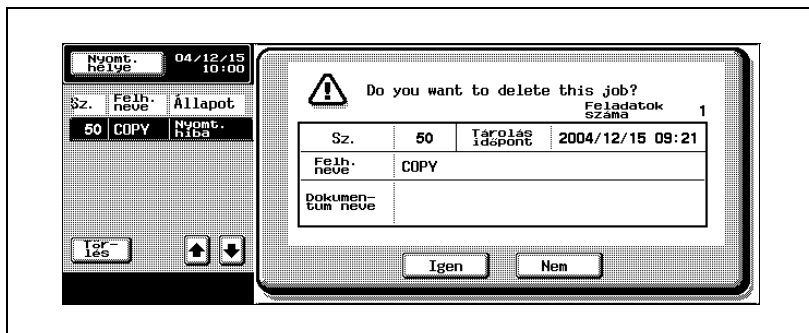 Nyomt.
helye
04/12/15
10:00
Sz. Felh.
neve
Állapot
50 COPY Nyomt.
hiba
Tör-
lés
Do you want to delete this job?
Feladatok
száma
1
Sz. 50 Tárolás
időpont
2004/12/15 09:21
Felh.
neve
COPY
Dokumen-
tum neve
Igen Nem